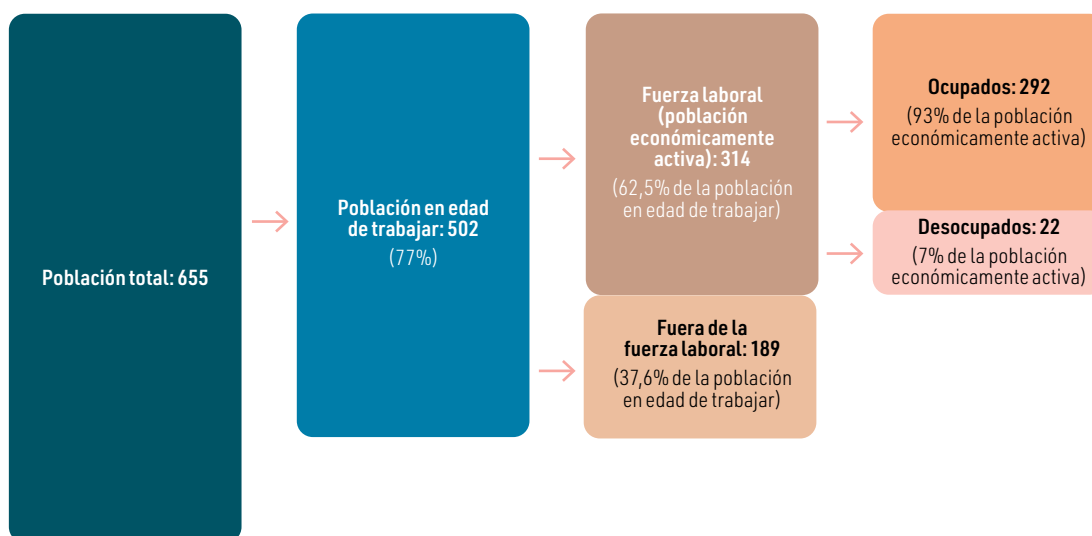 Población total: 655
Población en edad
de trabajar: 502
(77%)
Fuerza laboral
(población
económicamente
activa): 314
(62,5% de la población
en edad de trabajar)
Fuera de la
fuerza laboral: 189
(37,6% de la población
en edad de trabajar)
Ocupados: 292
(93% de la población
económicamente activa)
Desocupados: 22
(7% de la población
económicamente activa)